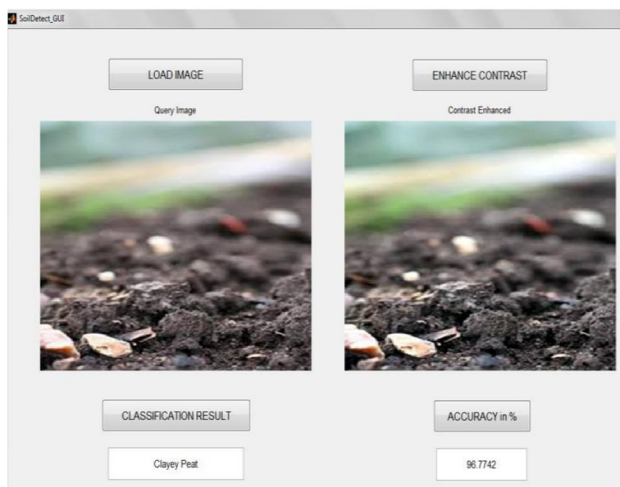 SoilDetect_GUI
LOAD IMAGE
ENHANCE CONTRAST
Query Image
Contrast Enhanced
CLASSIFICATION RESULT
ACCURACY in %
Clayey Peat
96.7742